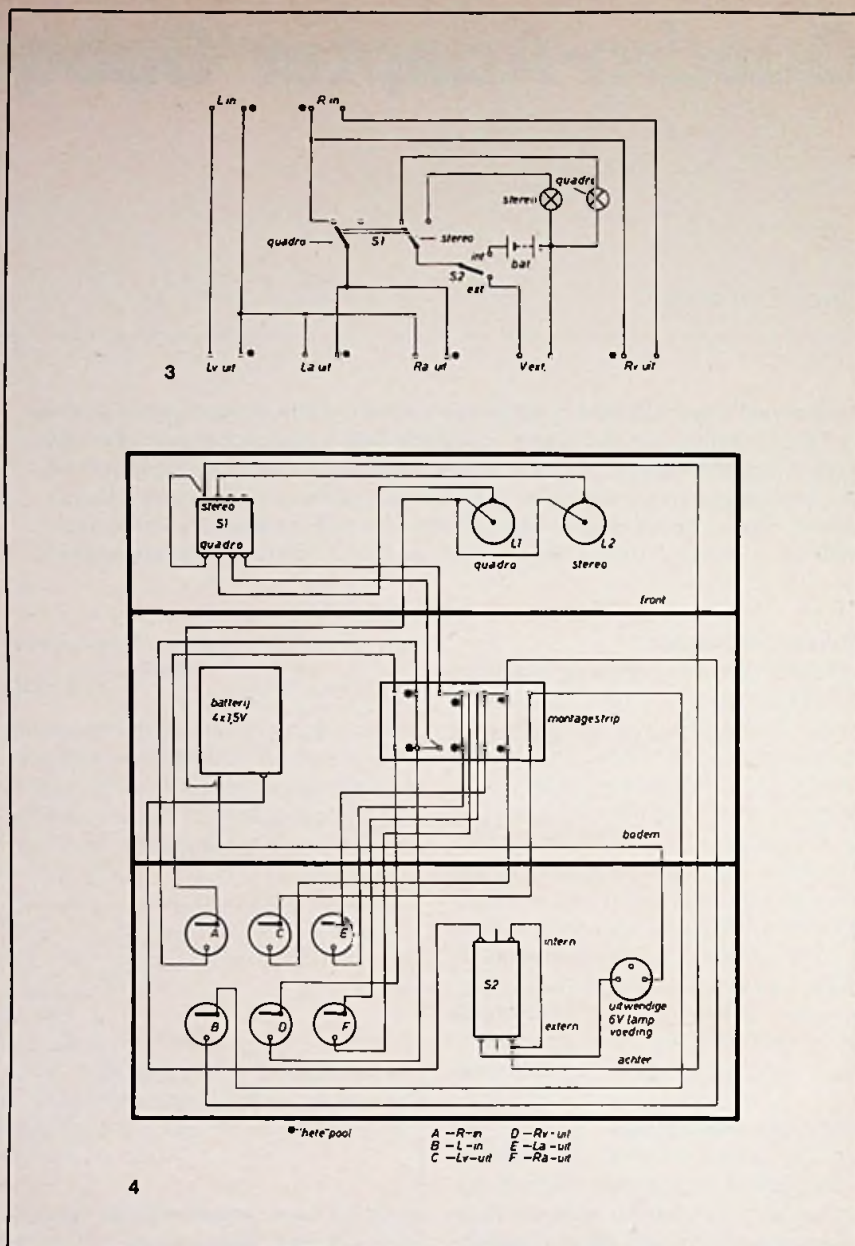 L in
R in
quadro
stereo
quadro
S1
stereo
int
bat
S2
ext
3
Lv uit
La uit
Ra uit
V ext.
Rv uit
stereo
S1
quadro
L1
L2
quadro
stereo
front
batterij
4x1,5V
montagestrip
bodem
A
C
E
intern
S2
B
D
F
extern
uitwendige
6V lamp
voeding
achter
"hete" pool
A – R-in
D – Rv-uit
B – L-in
E – La-uit
C – Lv-uit
F – Ra-uit
4